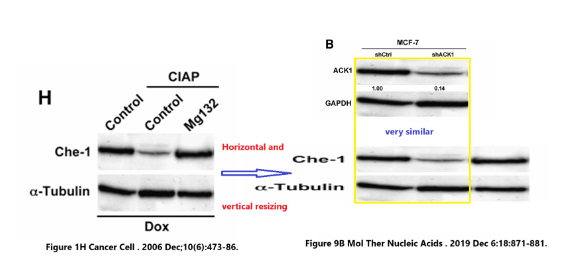 H
CIAP
Control
Control
Mg132
Che-1
α-Tubulin
Dox
Figure 1H Cancer Cell . 2006 Dec;10(6):473-86.
Horizontal and
vertical resizing
B
MCF-7
shCtrl shACK1
ACK1
1.00 0.14
GAPDH
very similar
Che-1
α-Tubulin
Figure 9B Mol Ther Nucleic Acids . 2019 Dec 6:18:871-881.